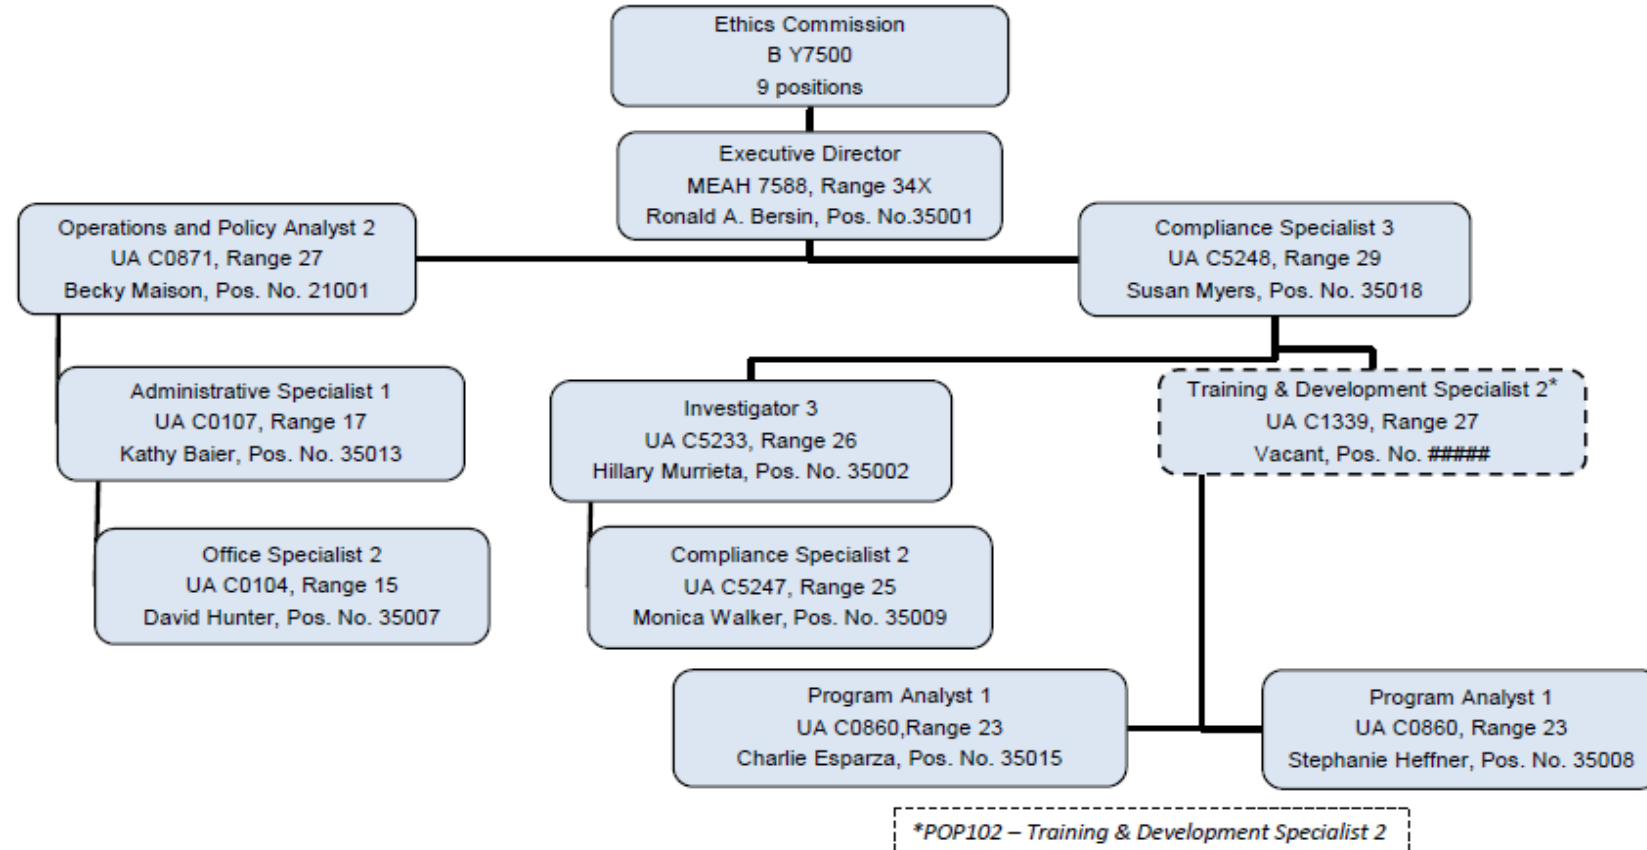 Ethics Commission
B Y7500
9 positions
Executive Director
MEAH 7588, Range 34X
Ronald A. Bersin, Pos. No.35001
Operations and Policy Analyst 2
UA C0871, Range 27
Becky Maison, Pos. No. 21001
Compliance Specialist 3
UA C5248, Range 29
Susan Myers, Pos. No. 35018
Administrative Specialist 1
UA C0107, Range 17
Kathy Baier, Pos. No. 35013
Investigator 3
UA C5233, Range 26
Hillary Murrieta, Pos. No. 35002
Training & Development Specialist 2*
UA C1339, Range 27
Vacant, Pos. No. #####
Office Specialist 2
UA C0104, Range 15
David Hunter, Pos. No. 35007
Compliance Specialist 2
UA C5247, Range 25
Monica Walker, Pos. No. 35009
Program Analyst 1
UA C0860,Range 23
Charlie Esparza, Pos. No. 35015
Program Analyst 1
UA C0860, Range 23
Stephanie Heffner, Pos. No. 35008
*POP102 – Training & Development Specialist 2